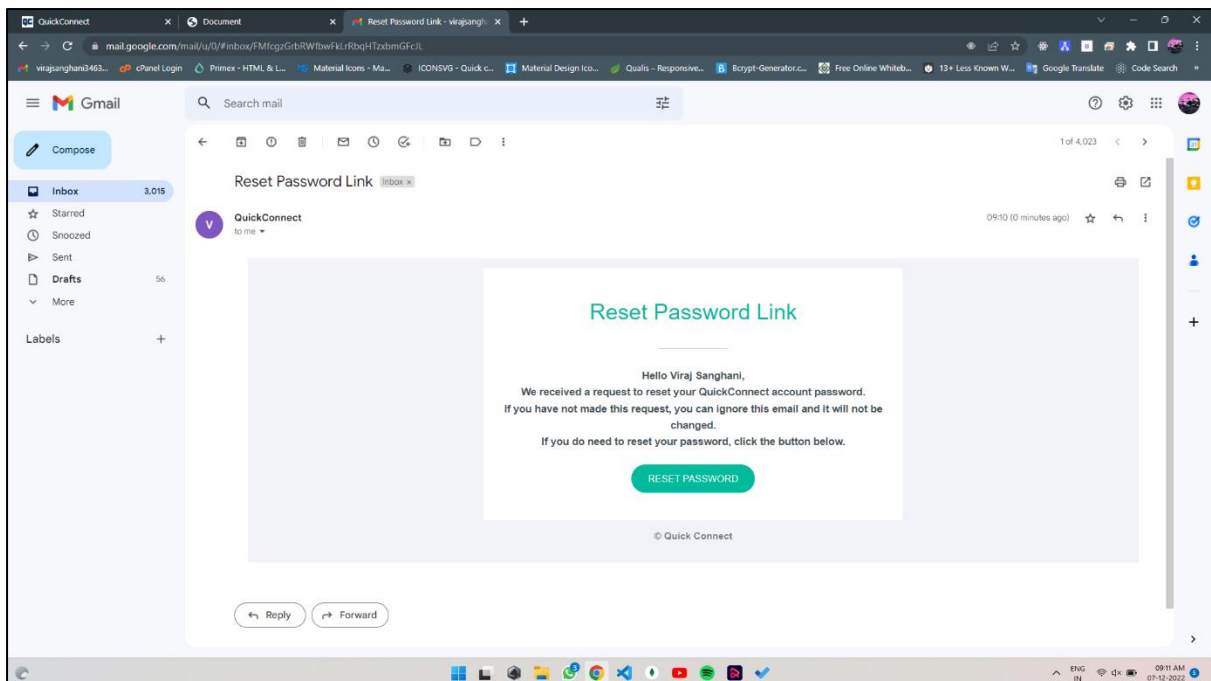 QuickConnect
Document
Reset Password Link - virajsangh
mail.google.com/mail/u/0/#inbox/FMfcgzGrbRWfbwFkLrRbqHTzxbmGFcJL
virajsanghani3463... cPanel Login Primex - HTML & L... Material Icons - Ma... ICONSVG - Quick c... Material Design Ico... Qualis – Responsive... Bcrypt-Generator.c... Free Online Whiteb... 13+ Less Known W... Google Translate Code Search »
Gmail
Search mail
Compose
1 of 4,023
Reset Password Link Inbox x
Inbox 3,015
Starred
Snoozed
Sent
Drafts 56
More
Labels
V
QuickConnect
to me
09:10 (0 minutes ago)
Reset Password Link
Hello Viraj Sanghani,
We received a request to reset your QuickConnect account password.
If you have not made this request, you can ignore this email and it will not be
changed.
If you do need to reset your password, click the button below.
RESET PASSWORD
© Quick Connect
Reply
Forward
ENG
IN
09:11 AM
07-12-2022